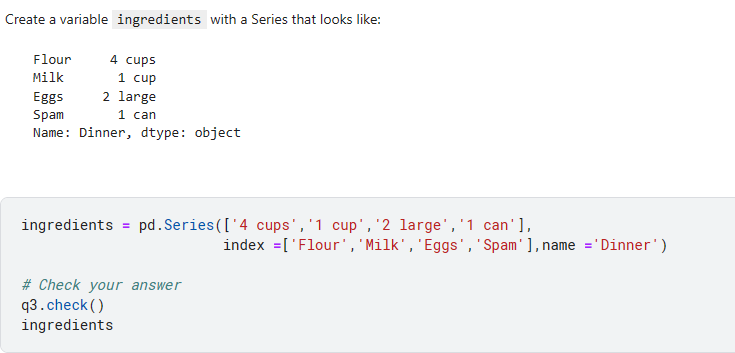 Create a variable ingredients with a Series that looks like:
Flour     4 cups
Milk       1 cup
Eggs     2 large
Spam       1 can
Name: Dinner, dtype: object
ingredients = pd.Series(['4 cups','1 cup','2 large','1 can'],
                        index =['Flour','Milk','Eggs','Spam'],name ='Dinner')
# Check your answer
q3.check()
ingredients